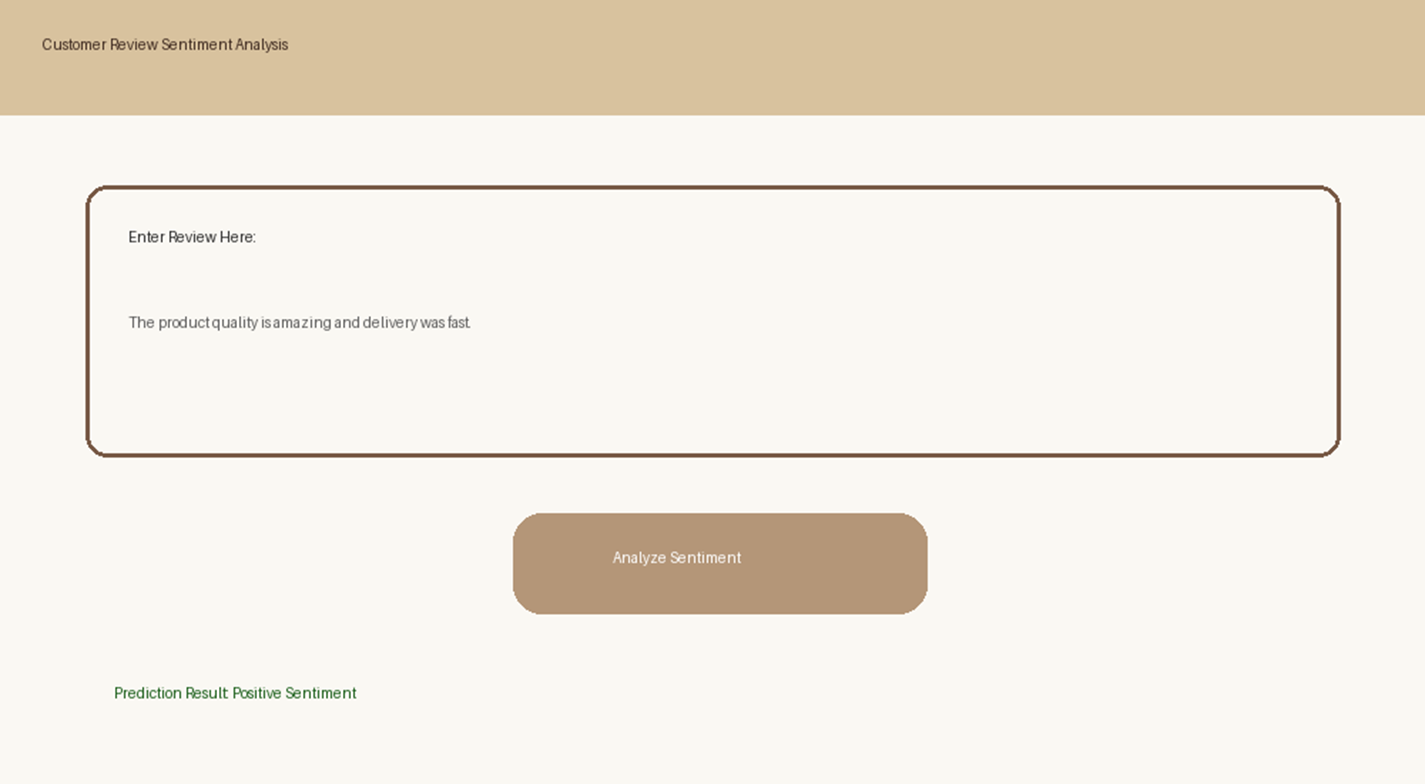 Customer Review Sentiment Analysis
Enter Review Here:
The product quality is amazing and delivery was fast.
Analyze Sentiment
Prediction Result: Positive Sentiment